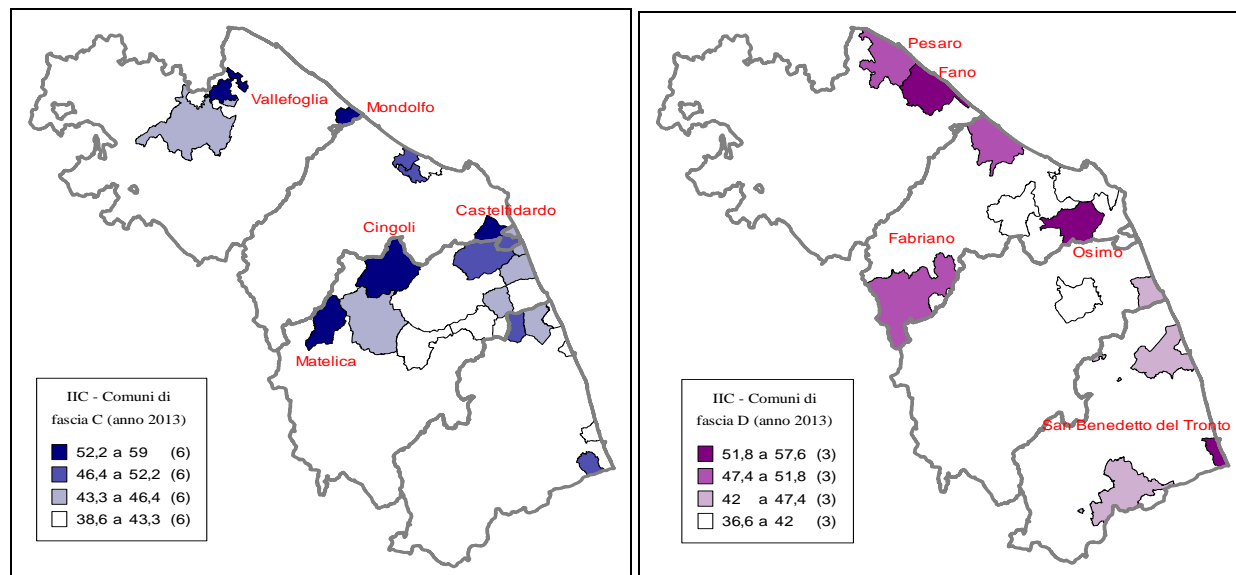 Vallefoglia
Mondolfo
Castelfidardo
Cingoli
Matelica
IIC - Comuni di
fascia C (anno 2013)
52,2 a 59 (6)
46,4 a 52,2 (6)
43,3 a 46,4 (6)
38,6 a 43,3 (6)
Pesaro
Fano
Fabriano
Osimo
San Benedetto del Tronto
IIC - Comuni di
fascia D (anno 2013)
51,8 a 57,6 (3)
47,4 a 51,8 (3)
42 a 47,4 (3)
36,6 a 42 (3)